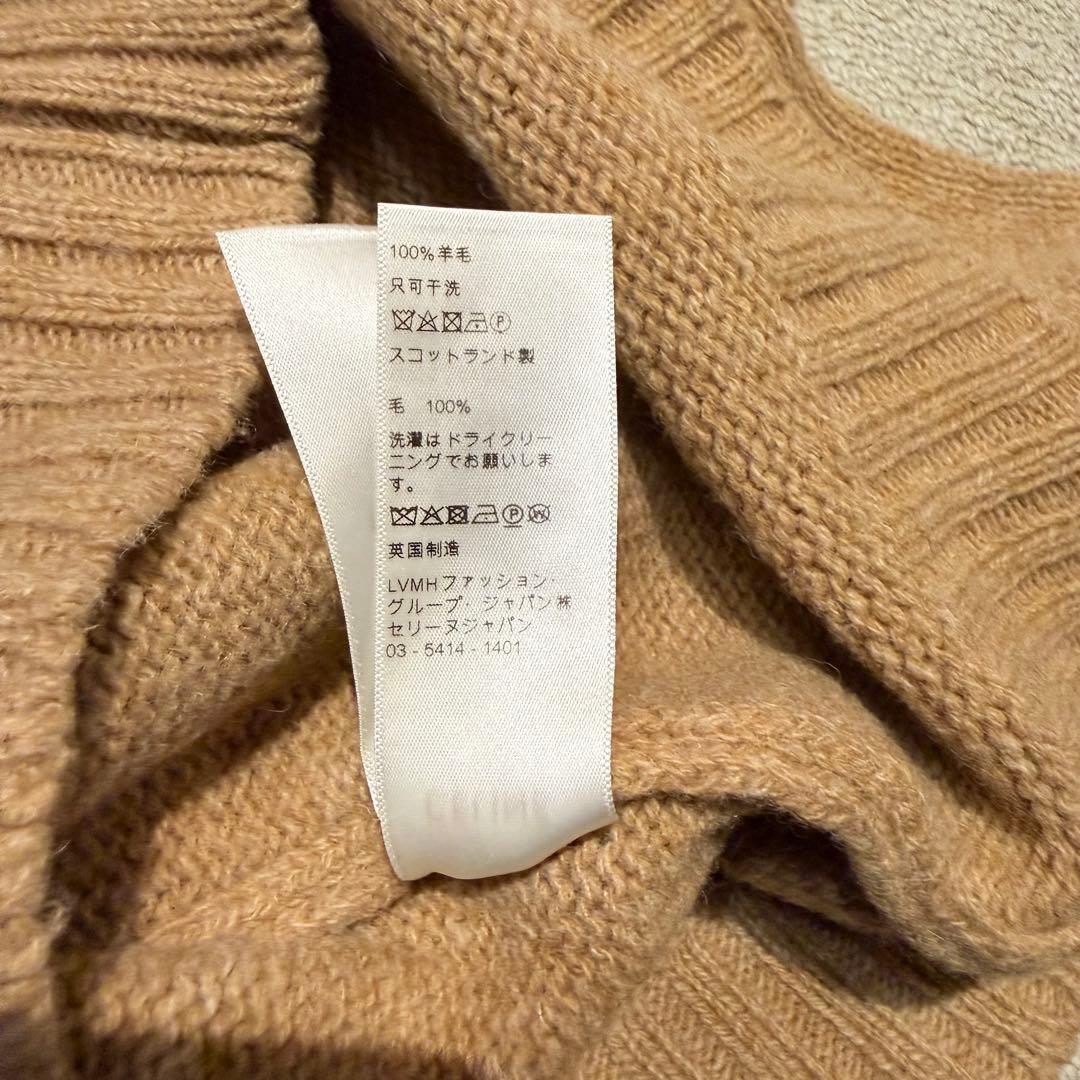 100%羊毛
只可干洗
P
スコットランド製
毛 100%
洗濯はドライクリー
ニングでお願いしま
す。
P W
英国制造
LVMHファッション・
グループ・ジャパン㈱
セリーヌジャパン
03 - 5414 - 1401